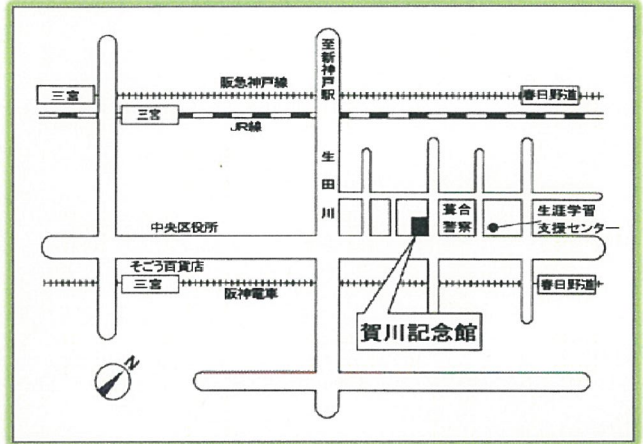 至新神戸駅
阪急神戸線
三宮
春日野道
三宮
JR線
生田川
葺合
警察
生涯学習
支援センター
中央区役所
そごう百貨店
三宮
阪神電車
春日野道
賀川記念館
N